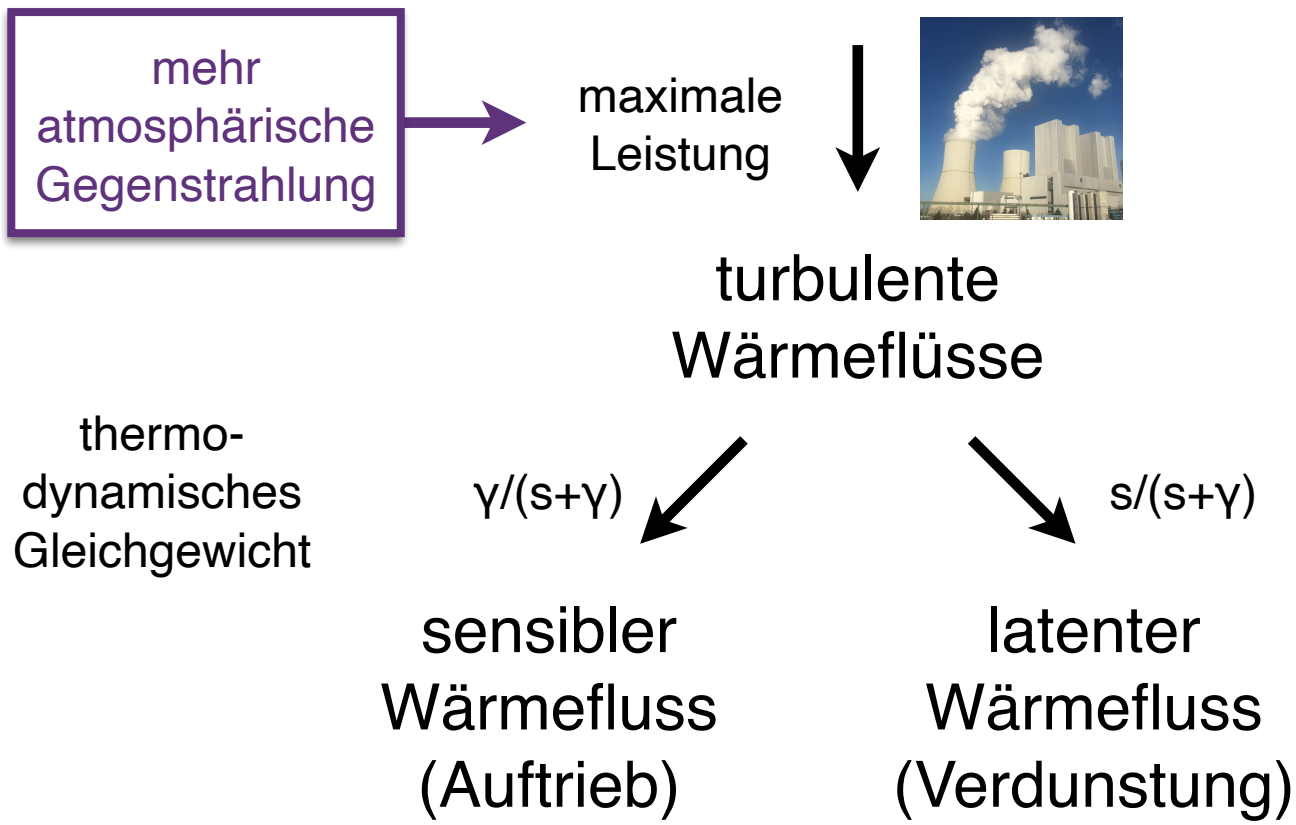 mehr
atmosphärische
Gegenstrahlung
maximale
Leistung
turbulente
Wärmeflüsse
thermo-
dynamisches
Gleichgewicht
γ/(s+γ)
s/(s+γ)
sensibler
Wärmefluss
(Auftrieb)
latenter
Wärmefluss
(Verdunstung)